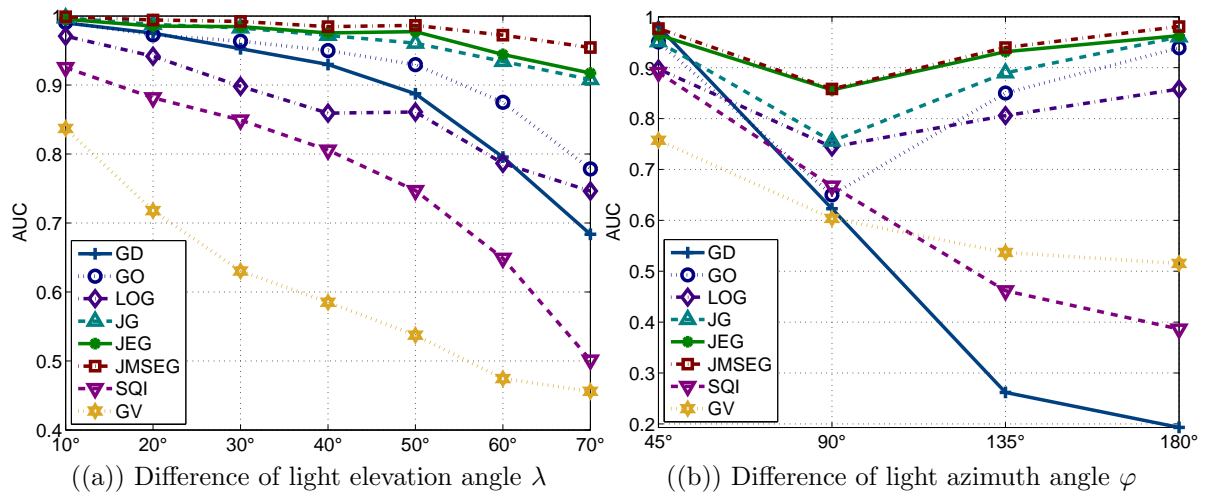 1
0.9
0.8
0.7
0.6
0.5
0.4
AUC
GD
GO
LOG
JG
JEG
JMSEG
SQI
GV
10° 20° 30° 40° 50° 60° 70°
((a)) Difference of light elevation angle λ
1
0.9
0.8
0.7
0.6
0.5
0.4
0.3
0.2
AUC
GD
GO
LOG
JG
JEG
JMSEG
SQI
GV
45° 90° 135° 180°
((b)) Difference of light azimuth angle φ